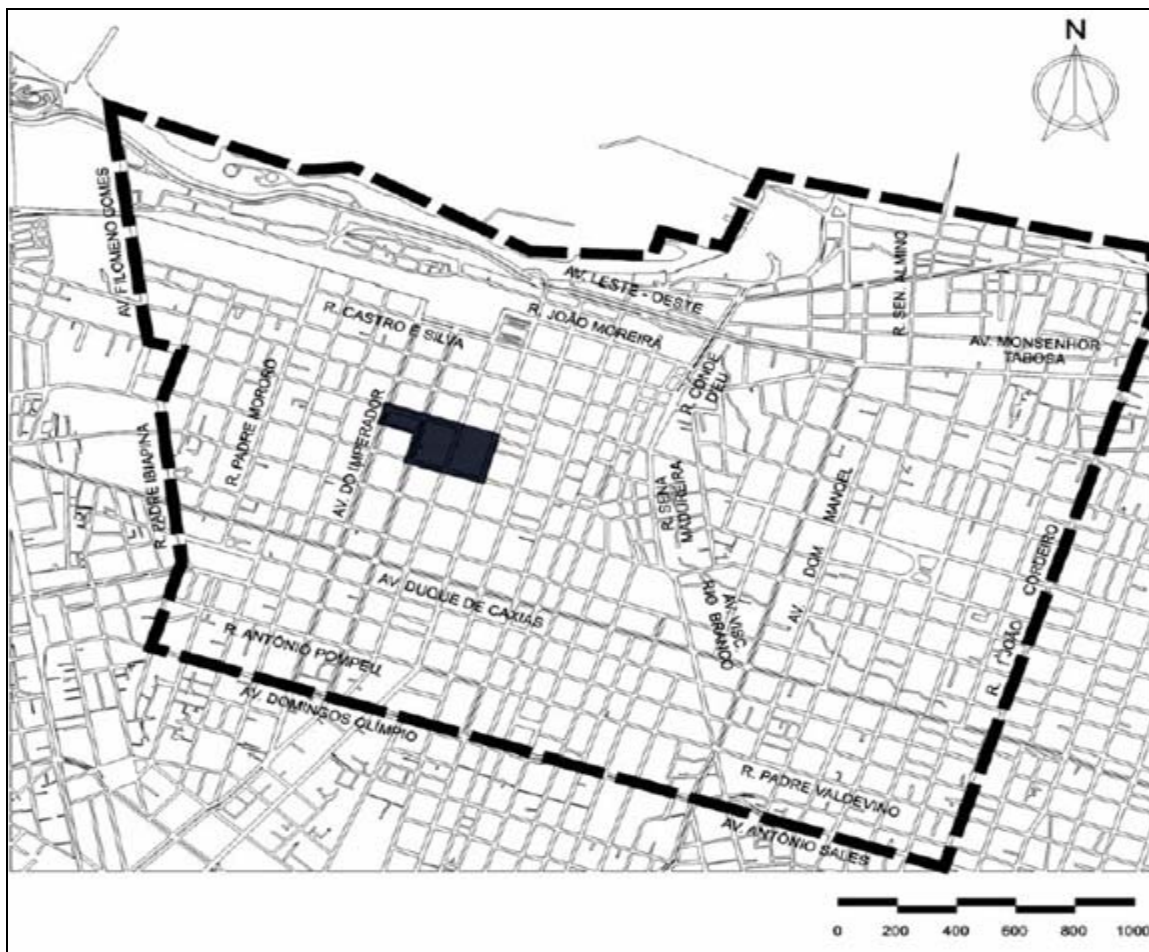 N
AV. FILOMENO GOMES
AV. LESTE - OESTE
R. SEN. ALMINO
R. CASTRO E SILVA
R. JOÃO MOREIRA
AV. MONSENHOR
TABOSA
R. CONDE
D'EU
R. PADRE MORORO
AV. DO IMPERADOR
R. PADRE IBIAPINA
R. SENA
MADUREIRA
AV. DOM MANOEL
R. JOÃO CORDEIRO
AV. DUQUE DE CAXIAS
AV. VISC.
RIO BRANCO
R. ANTÔNIO POMPEU
AV. DOMINGOS OLÍMPIO
R. PADRE VALDEVINO
AV. ANTÔNIO SALES
0 200 400 600 800 1000